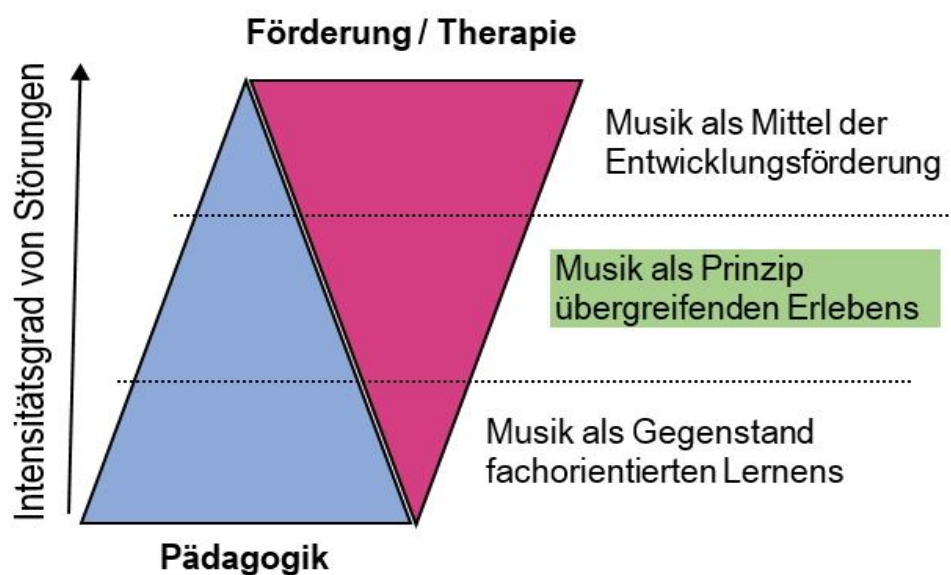 Förderung / Therapie
Intensitätsgrad von Störungen
Musik als Mittel der
Entwicklungsförderung
Musik als Prinzip
übergreifenden Erlebens
Musik als Gegenstand
fachorientierten Lernens
Pädagogik